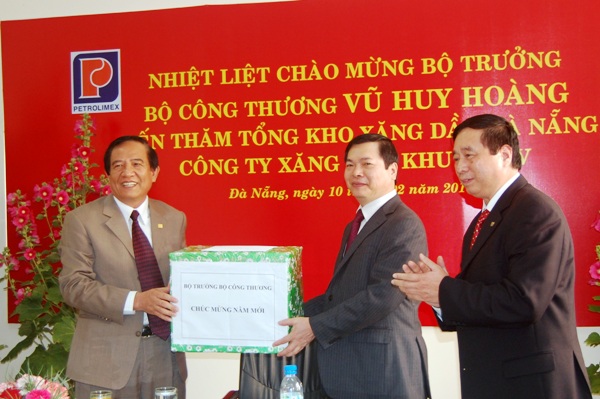 PETROLIMEX
NHIỆT LIỆT CHÀO MỪNG BỘ TRƯỞNG
BỘ CÔNG THƯƠNG VŨ HUY HOÀNG
THĂM TỔNG KHO XĂNG NẴNG
CÔNG TY XĂNG KHU
Đà Nẵng, ngày 10 02 năm
BỘ TRƯỞNG BỘ CÔNG THƯƠNG
CHÚC MỪNG NĂM MỚI